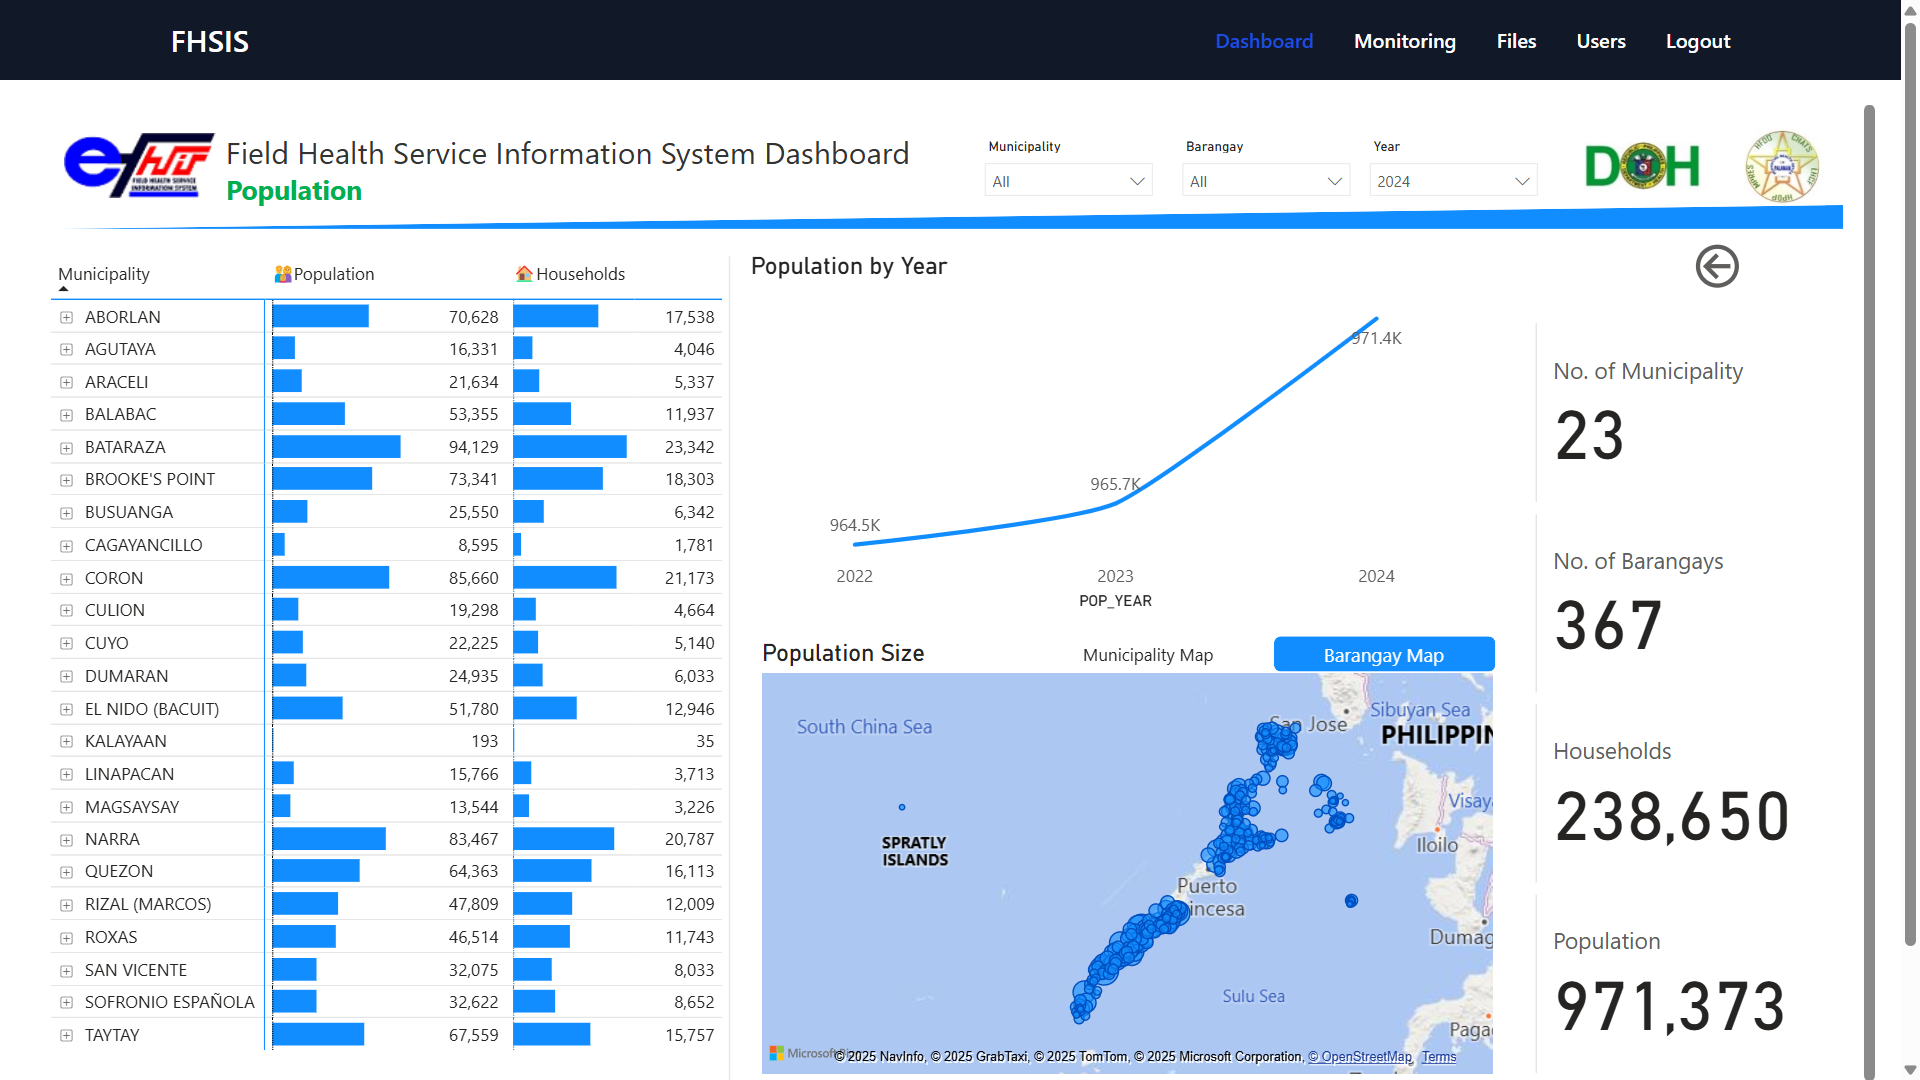 FHSIS
Dashboard Monitoring Files Users Logout
Field Health Service Information System Dashboard
Population
FIELD HEALTH SERVICE
INFORMATION SYSTEM
Municipality
All
Barangay
All
Year
2024
DOH
Municipality Population Households
ABORLAN 70,628 17,538
AGUTAYA 16,331 4,046
ARACELI 21,634 5,337
BALABAC 53,355 11,937
BATARAZA 94,129 23,342
BROOKE'S POINT 73,341 18,303
BUSUANGA 25,550 6,342
CAGAYANCILLO 8,595 1,781
CORON 85,660 21,173
CULION 19,298 4,664
CUYO 22,225 5,140
DUMARAN 24,935 6,033
EL NIDO (BACUIT) 51,780 12,946
KALAYAAN 193 35
LINAPACAN 15,766 3,713
MAGSAYSAY 13,544 3,226
NARRA 83,467 20,787
QUEZON 64,363 16,113
RIZAL (MARCOS) 47,809 12,009
ROXAS 46,514 11,743
SAN VICENTE 32,075 8,033
SOFRONIO ESPAÑOLA 32,622 8,652
TAYTAY 67,559 15,757
Population by Year
971.4K
965.7K
964.5K
2022 2023 2024
POP_YEAR
Population Size
Municipality Map
Barangay Map
South China Sea
San Jose
Sibuyan Sea
PHILIPPIN
Visay
SPRATLY
ISLANDS
Iloilo
Puerto
incesa
Dumag
Sulu Sea
Paga
© 2025 NavInfo, © 2025 GrabTaxi, © 2025 TomTom, © 2025 Microsoft Corporation, © OpenStreetMap Terms
No. of Municipality
23
No. of Barangays
367
Households
238,650
Population
971,373